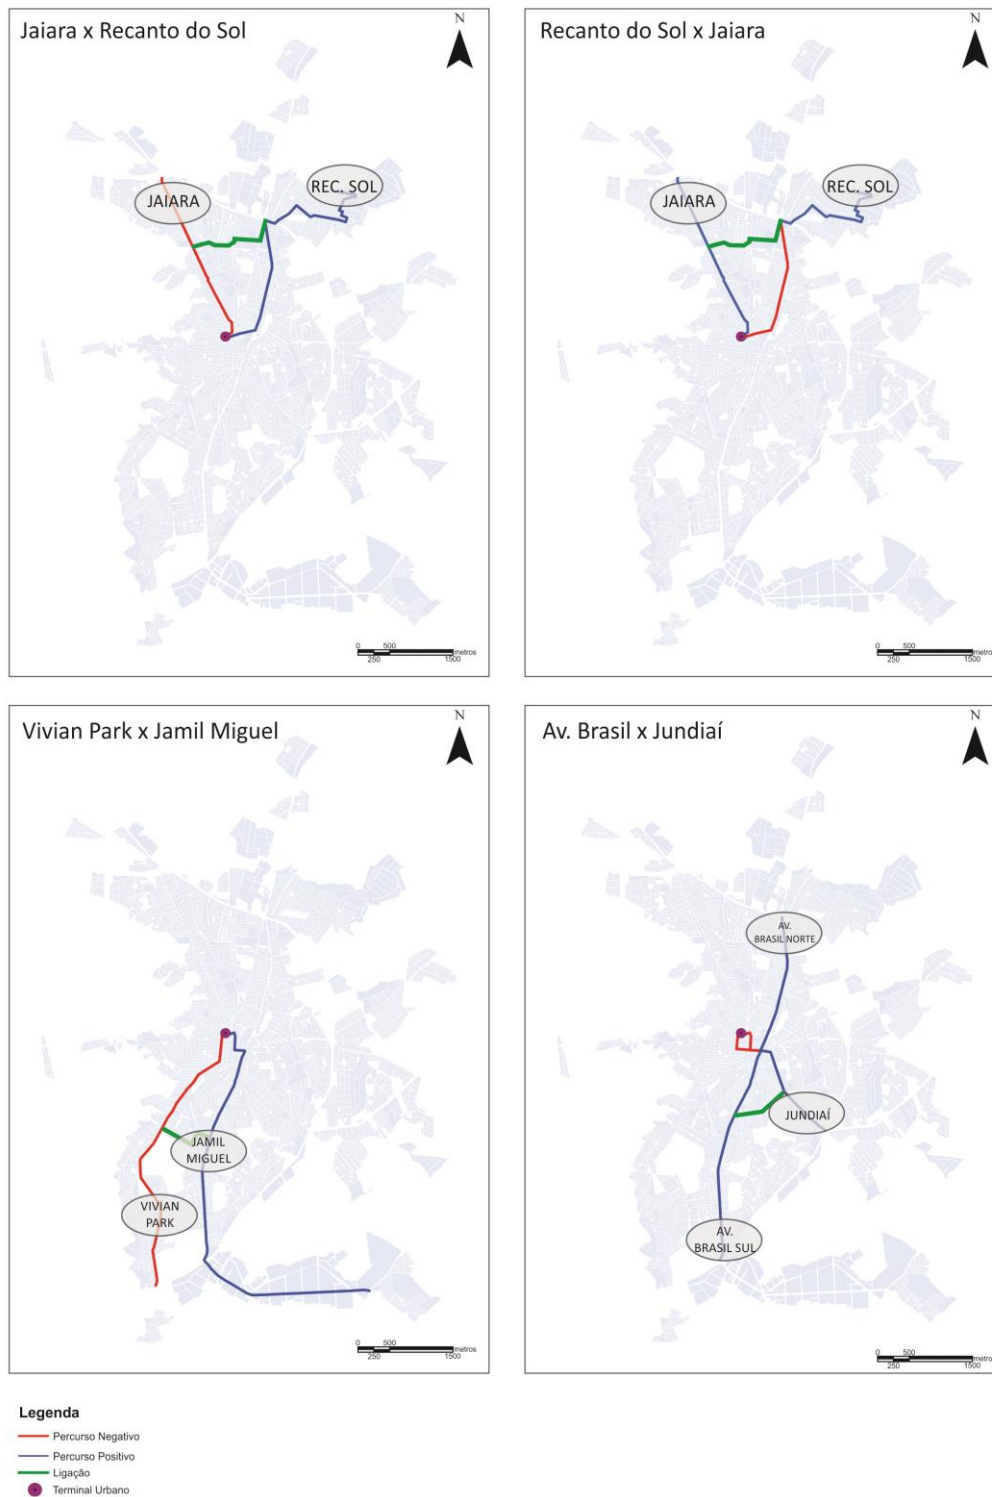 Jaiara x Recanto do Sol
N
JAIARA
REC. SOL
0 500
metros
250 1500
Recanto do Sol x Jaiara
N
JAIARA
REC. SOL
0 500
metros
250 1500
Vivian Park x Jamil Miguel
N
JAMIL
MIGUEL
VIVIAN
PARK
0 500
metros
250 1500
Av. Brasil x Jundiaí
N
AV.
BRASIL NORTE
JUNDIAÍ
AV.
BRASIL SUL
0 500
metros
250 1500
Legenda
Percurso Negativo
Percurso Positivo
Ligação
Terminal Urbano